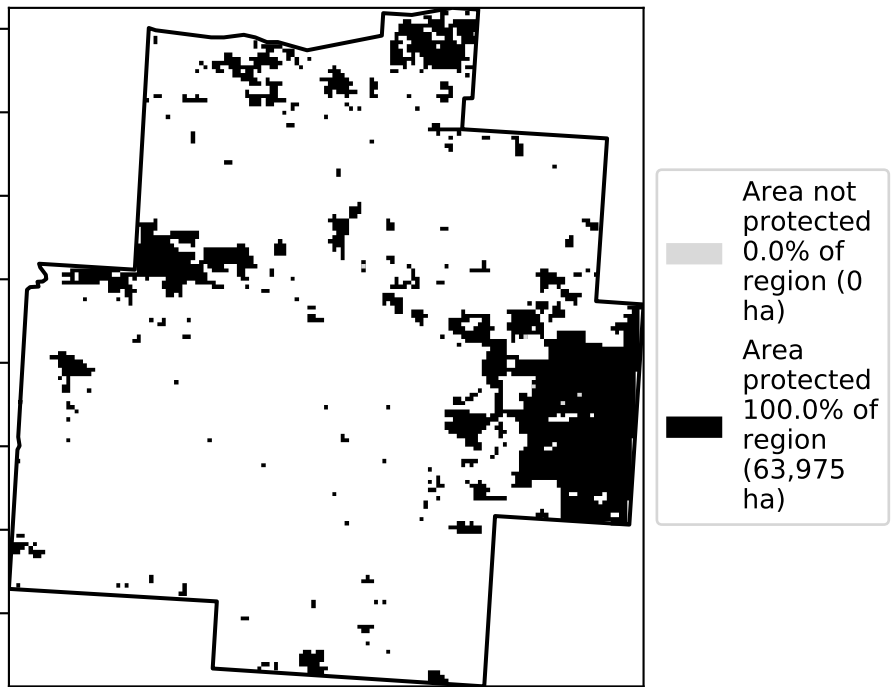 Area not
protected
0.0% of
region (0
ha)
Area
protected
100.0% of
region
(63,975
ha)